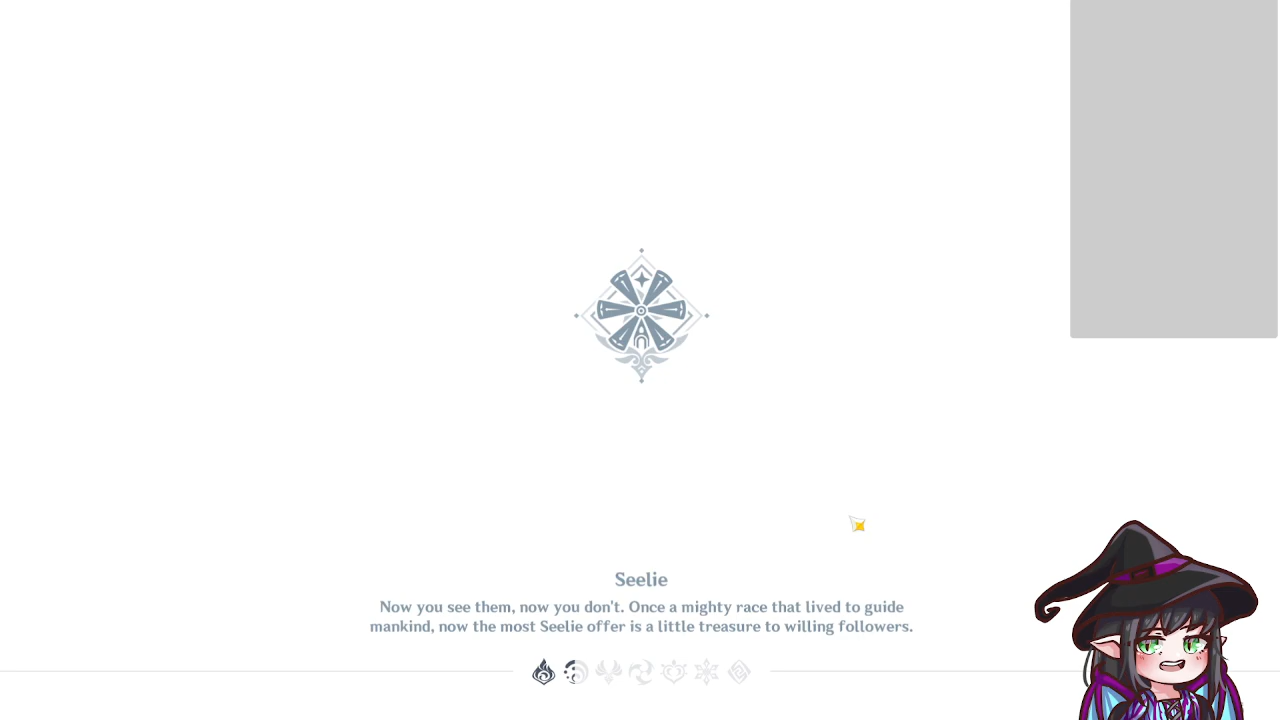 Seelie
Now you see them, now you don't. Once a mighty race that lived to guide
mankind, now the most Seelie offer is a little treasure to willing followers.